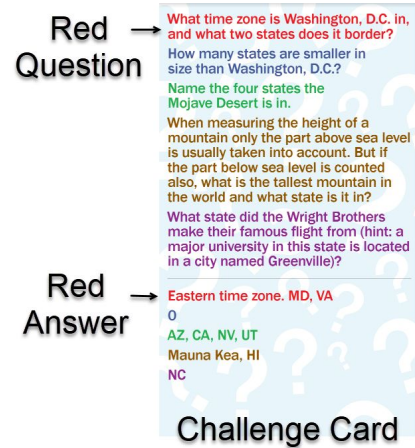 Red
Question
What time zone is Washington, D.C. in,
and what two states does it border?
How many states are smaller in
size than Washington, D.C.?
Name the four states the
Mojave Desert is in.
When measuring the height of a
mountain only the part above sea level
is usually taken into account. But if
the part below sea level is counted
also, what is the tallest mountain in
the world and what state is it in?
What state did the Wright Brothers
make their famous flight from (hint: a
major university in this state is located
in a city named Greenville)?
Red
Answer
Eastern time zone. MD, VA
0
AZ, CA, NV, UT
Mauna Kea, HI
NC
Challenge Card